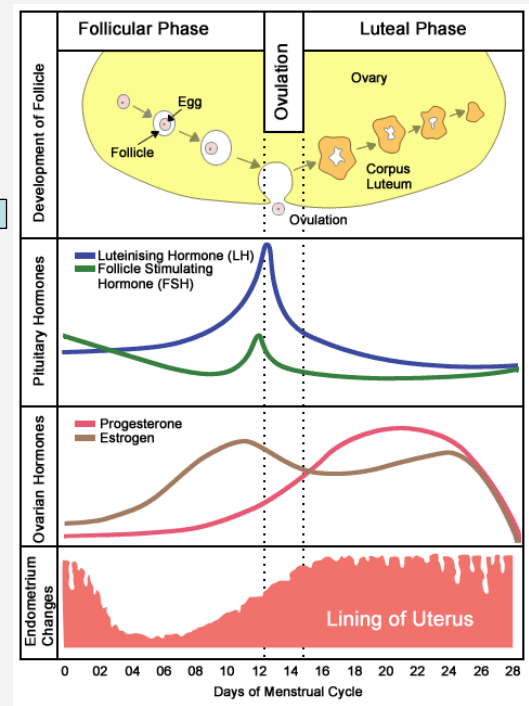 Follicular Phase
Ovulation
Luteal Phase
Development of Follicle
Ovary
Egg
Follicle
Corpus
Luteum
Ovulation
Pituitary Hormones
Luteinising Hormone (LH)
Follicle Stimulating
Hormone (FSH)
Ovarian Hormones
Progesterone
Estrogen
Endometrium
Changes
Lining of Uterus
0 02 04 06 08 10 12 14 16 18 20 22 24 26 28
Days of Menstrual Cycle